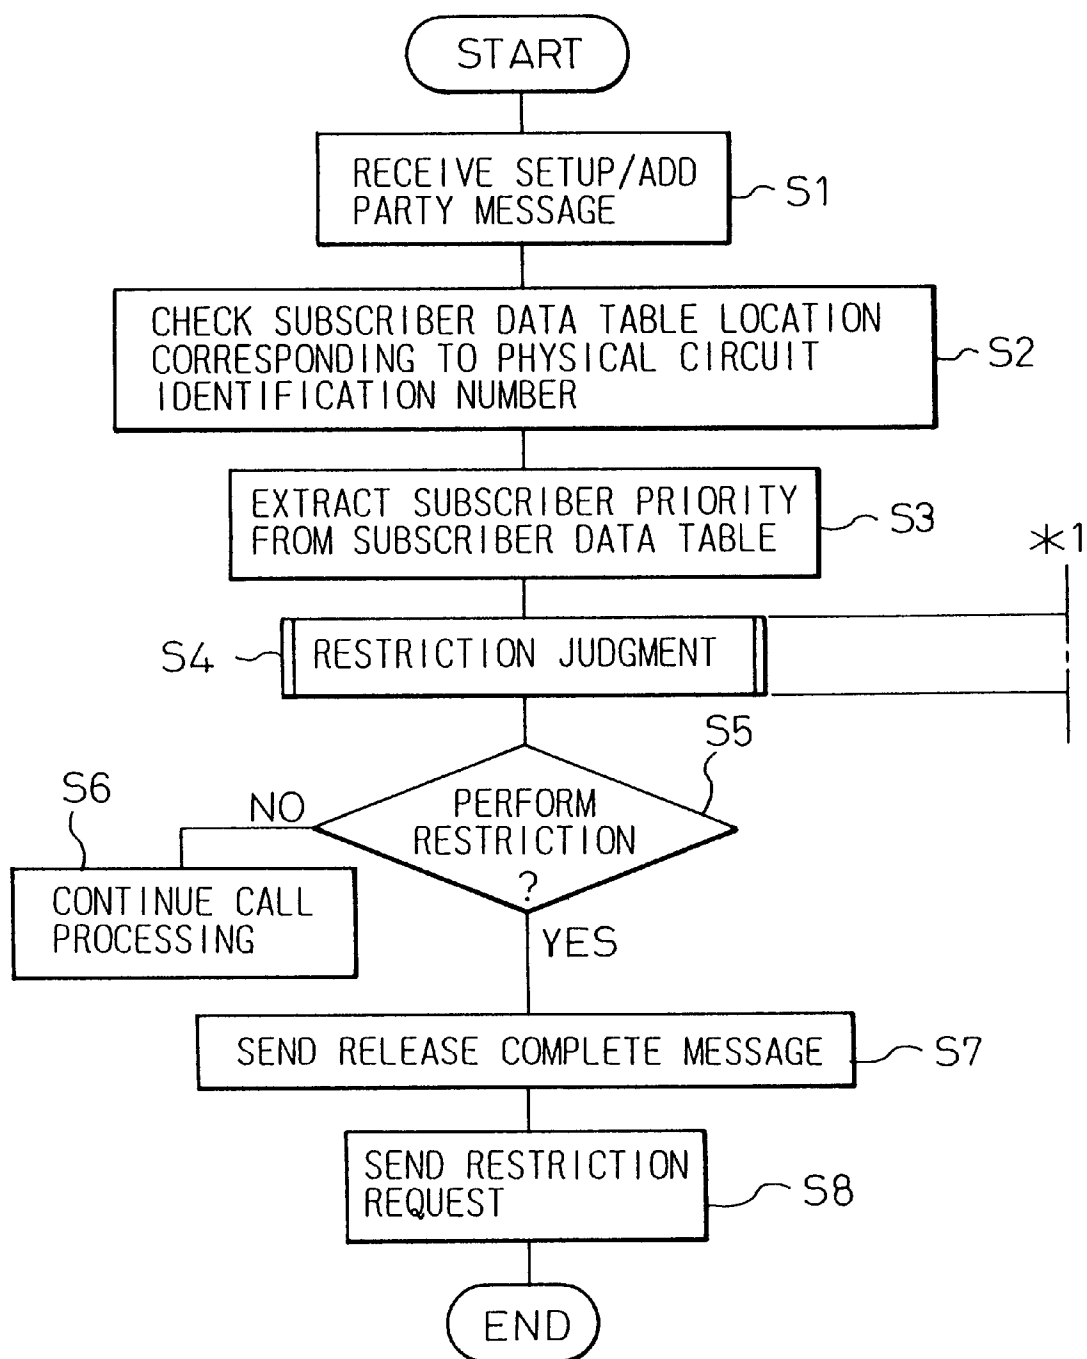 START
RECEIVE SETUP/ADD
PARTY MESSAGE
S1
CHECK SUBSCRIBER DATA TABLE LOCATION
CORRESPONDING TO PHYSICAL CIRCUIT
IDENTIFICATION NUMBER
S2
EXTRACT SUBSCRIBER PRIORITY
FROM SUBSCRIBER DATA TABLE
S3
*1
S4
RESTRICTION JUDGMENT
S5
PERFORM
RESTRICTION
?
NO
S6
CONTINUE CALL
PROCESSING
YES
SEND RELEASE COMPLETE MESSAGE
S7
SEND RESTRICTION
REQUEST
S8
END